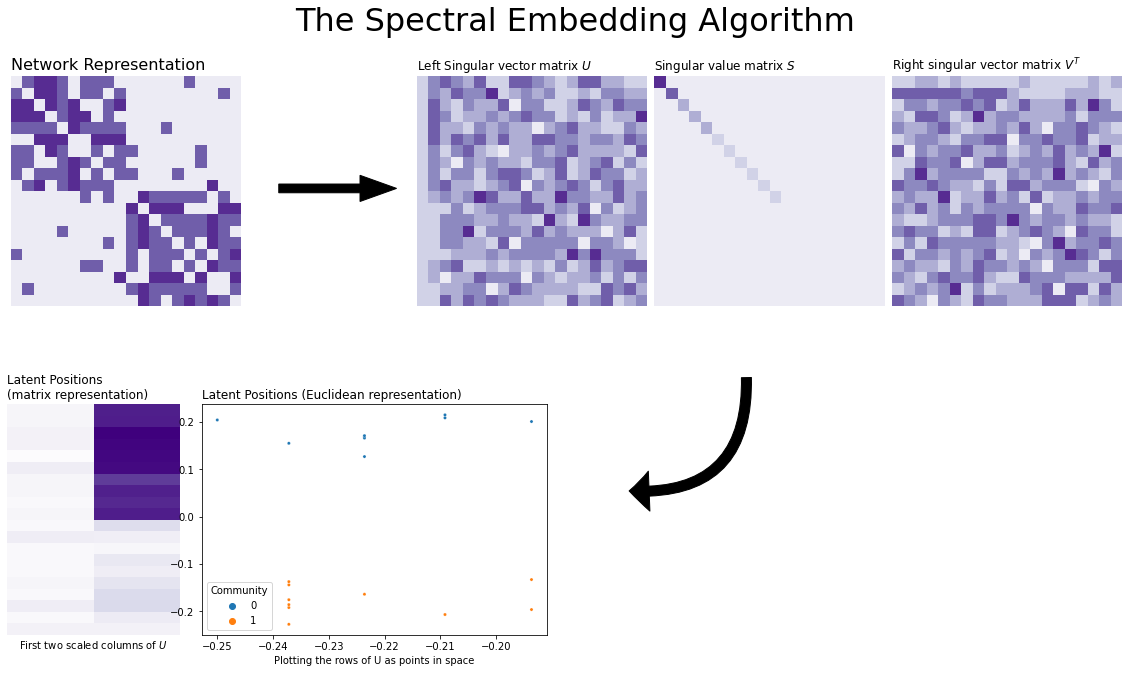 The Spectral Embedding Algorithm
Network Representation
Left Singular vector matrix U
Singular value matrix S
Right singular vector matrix V^T
Latent Positions
(matrix representation)
First two scaled columns of U
Latent Positions (Euclidean representation)
0.2
0.1
0.0
−0.1
−0.2
Community
0
1
−0.25
−0.24
−0.23
−0.22
−0.21
−0.20
Plotting the rows of U as points in space